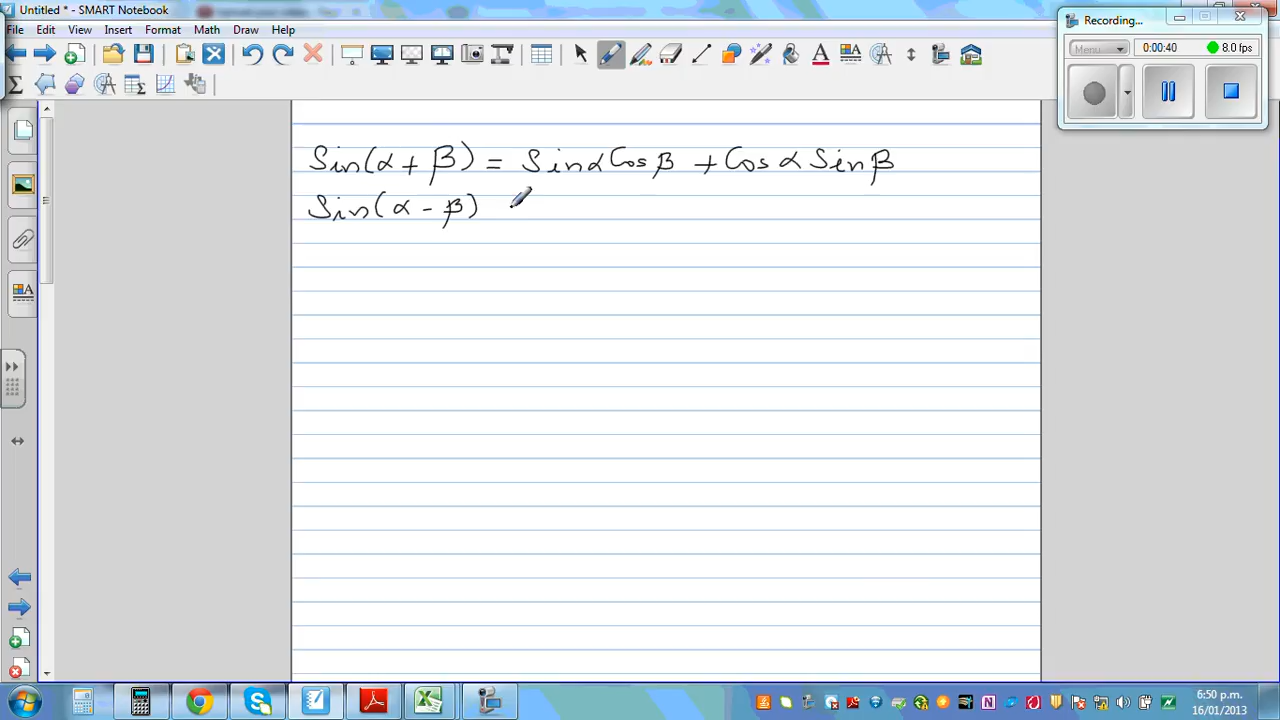 Untitled * - SMART Notebook
File Edit View Insert Format Math Draw Help
Recording...
Menu 0:00:40 8.0 fps
Sin(α + β) = Sinα Cos β + Cos α Sin β
Sin(α - β)
6:50 p.m.
16/01/2013